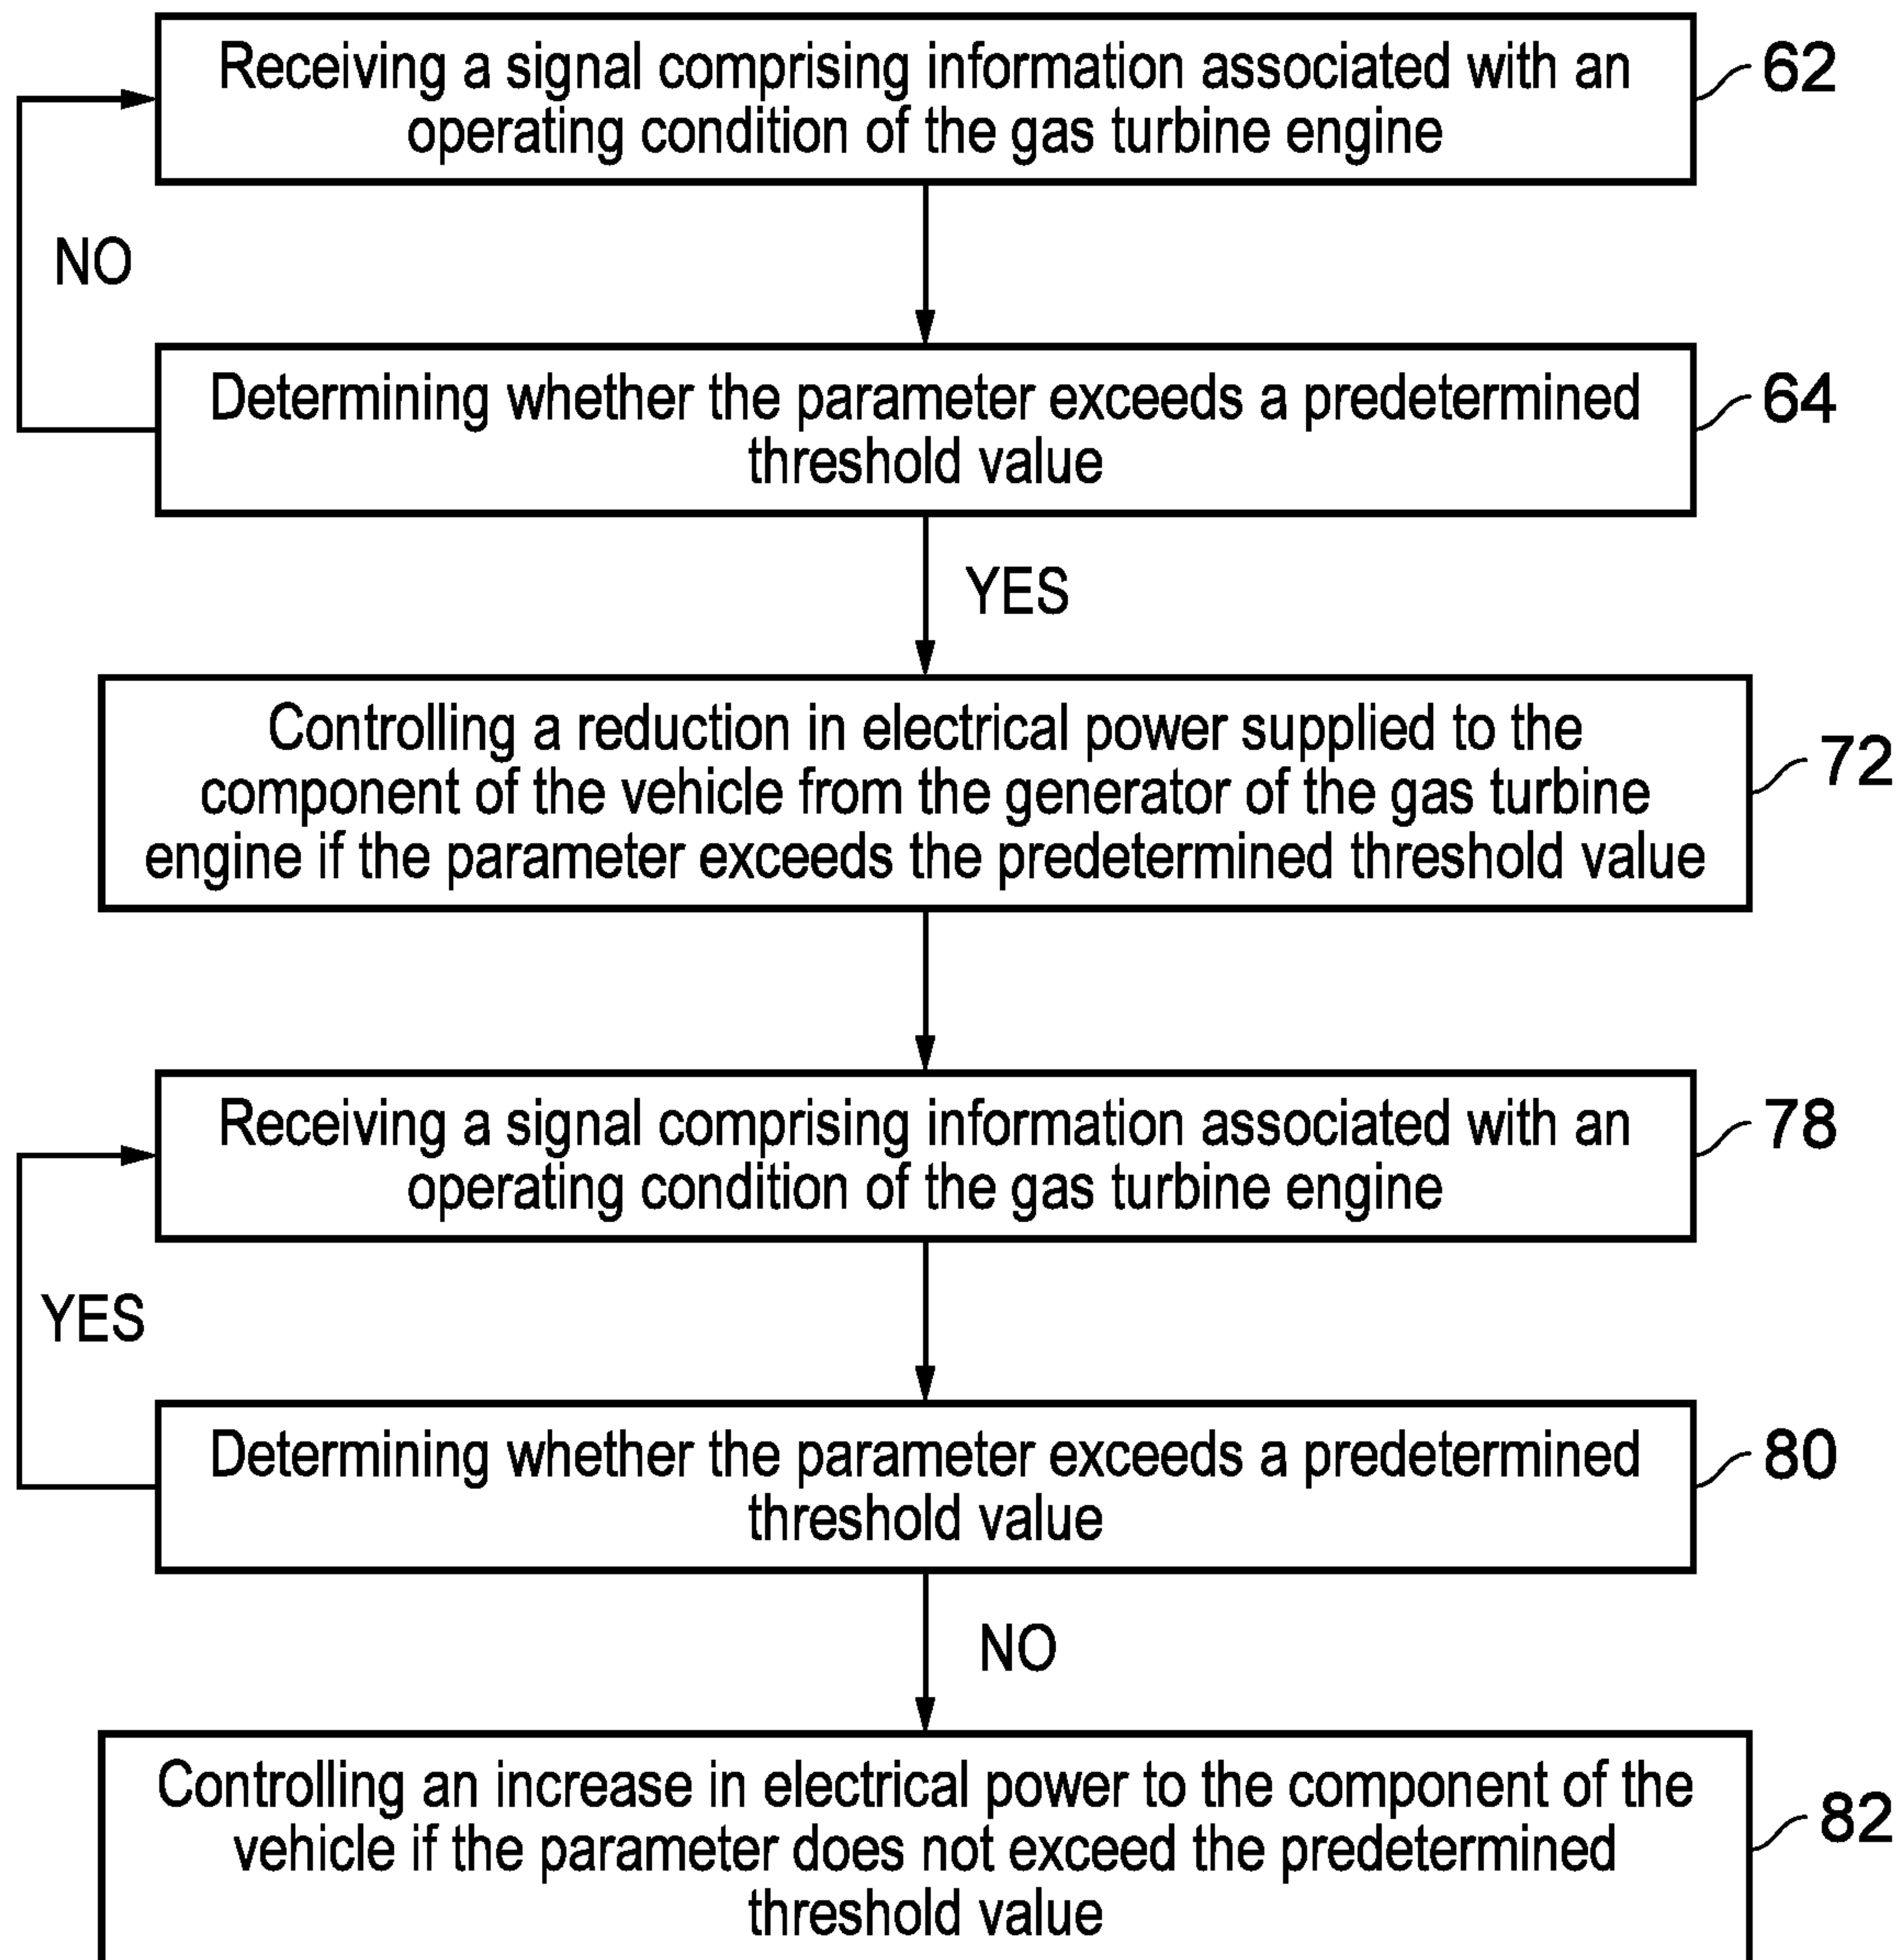 Receiving a signal comprising information associated with an
operating condition of the gas turbine engine
62
NO
Determining whether the parameter exceeds a predetermined
threshold value
64
YES
Controlling a reduction in electrical power supplied to the
component of the vehicle from the generator of the gas turbine
engine if the parameter exceeds the predetermined threshold value
72
Receiving a signal comprising information associated with an
operating condition of the gas turbine engine
78
YES
Determining whether the parameter exceeds a predetermined
threshold value
80
NO
Controlling an increase in electrical power to the component of the
vehicle if the parameter does not exceed the predetermined
threshold value
82